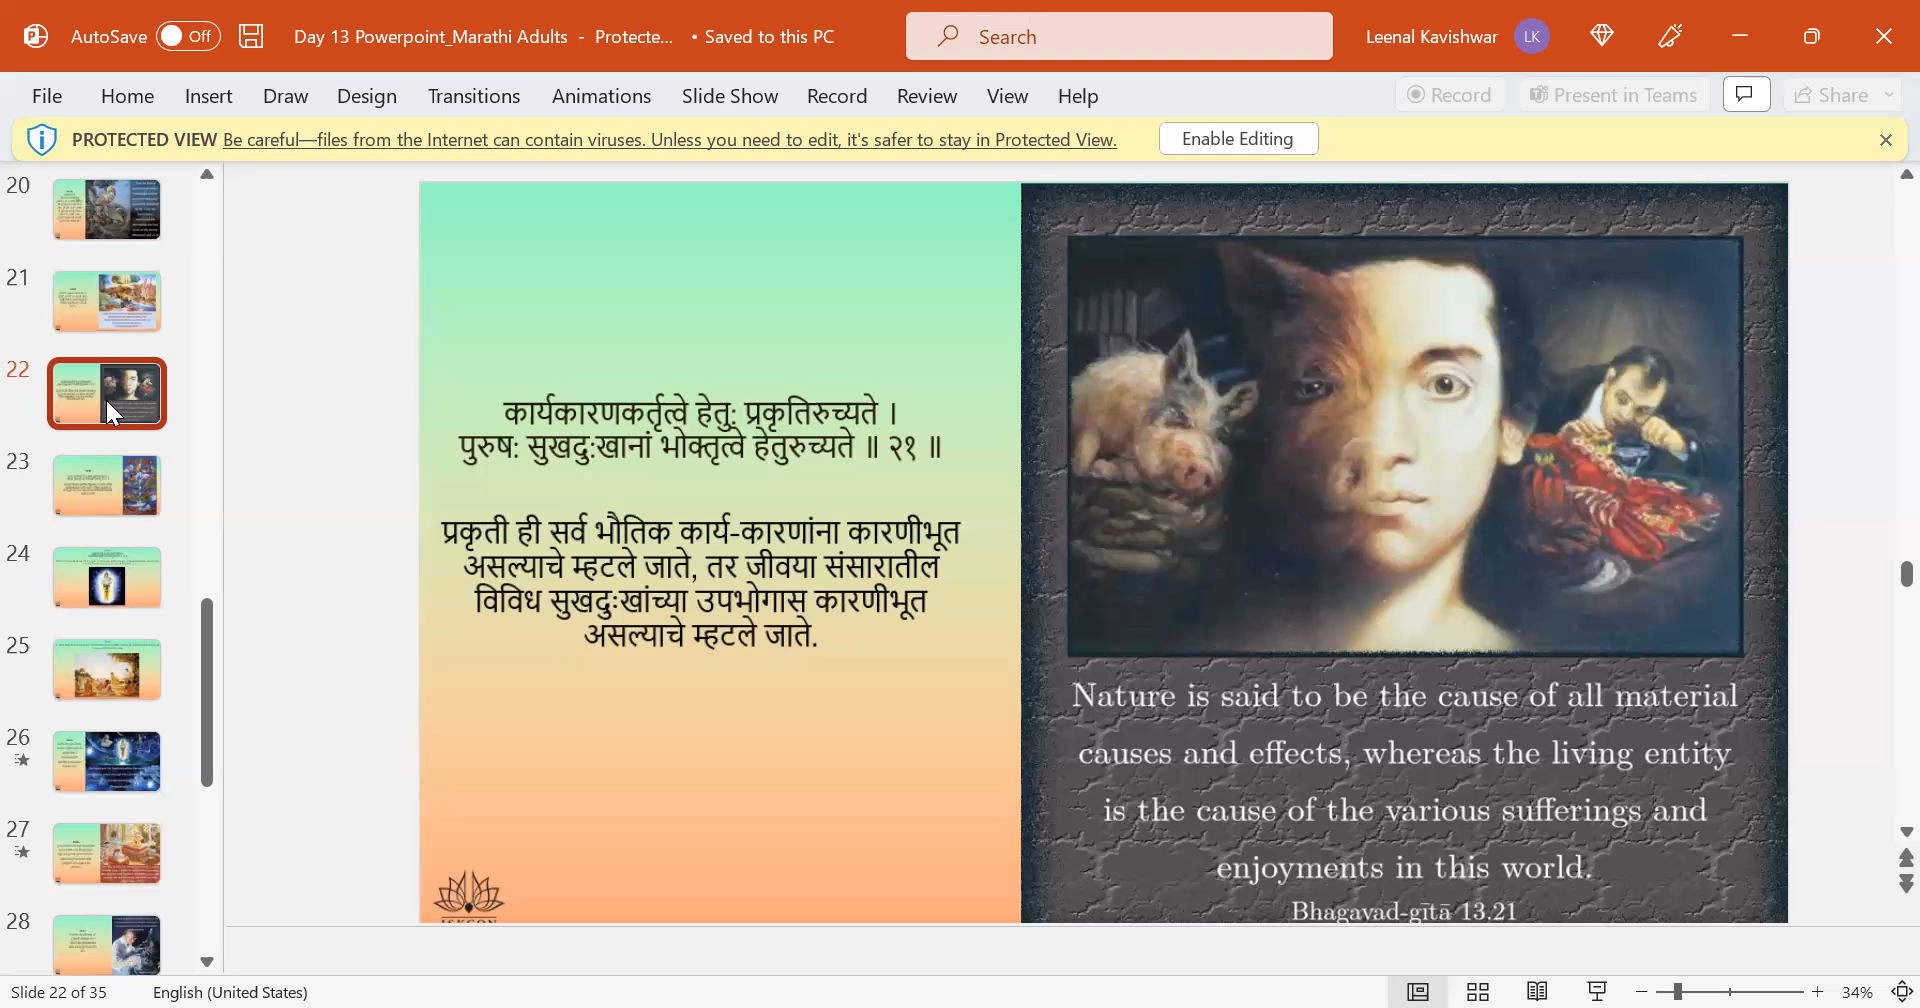 AutoSave Off Day 13 Powerpoint_Marathi Adults - Protecte... • Saved to this PC Search Leenal Kavishwar LK
File Home Insert Draw Design Transitions Animations Slide Show Record Review View Help Record Present in Teams Share
PROTECTED VIEW Be careful—files from the Internet can contain viruses. Unless you need to edit, it's safer to stay in Protected View. Enable Editing
20
21
22
23
24
25
26
27
28
कार्यकारणकर्तृत्वे हेतु: प्रकृतिरुच्यते ।
पुरुष: सुखदु:खानां भोक्तृत्वे हेतुरुच्यते ॥ २१ ॥
प्रकृती ही सर्व भौतिक कार्य-कारणांना कारणीभूत
असल्याचे म्हटले जाते, तर जीवया संसारातील
विविध सुखदुःखांच्या उपभोगास कारणीभूत
असल्याचे म्हटले जाते.
ISKCON
Nature is said to be the cause of all material
causes and effects, whereas the living entity
is the cause of the various sufferings and
enjoyments in this world.
Bhagavad-gītā 13.21
Slide 22 of 35 English (United States) 34%